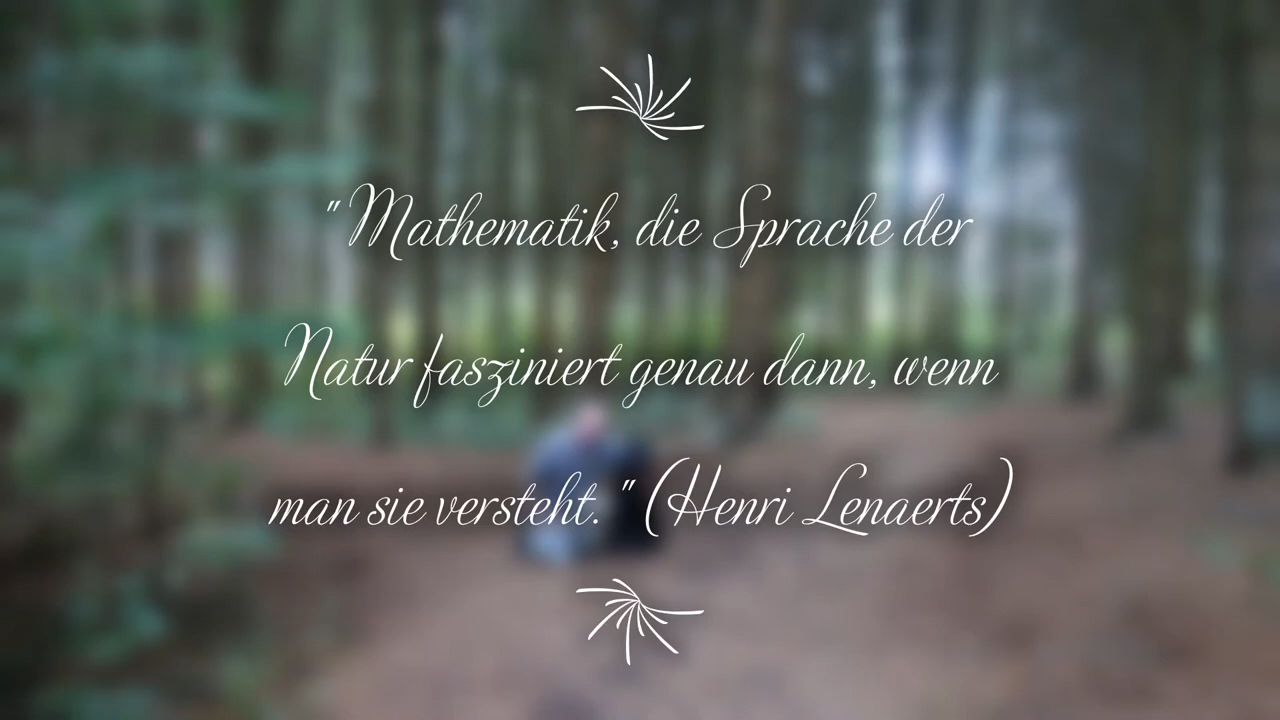 "Mathematik, die Sprache der
Natur fasziniert genau dann, wenn
man sie versteht." (Henri Lenaerts)